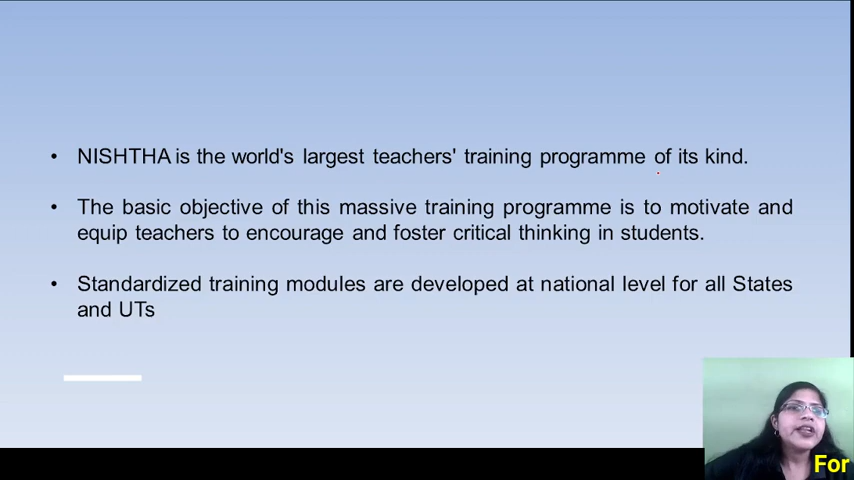 • NISHTHA is the world's largest teachers' training programme of its kind.
• The basic objective of this massive training programme is to motivate and
equip teachers to encourage and foster critical thinking in students.
• Standardized training modules are developed at national level for all States
and UTs
For